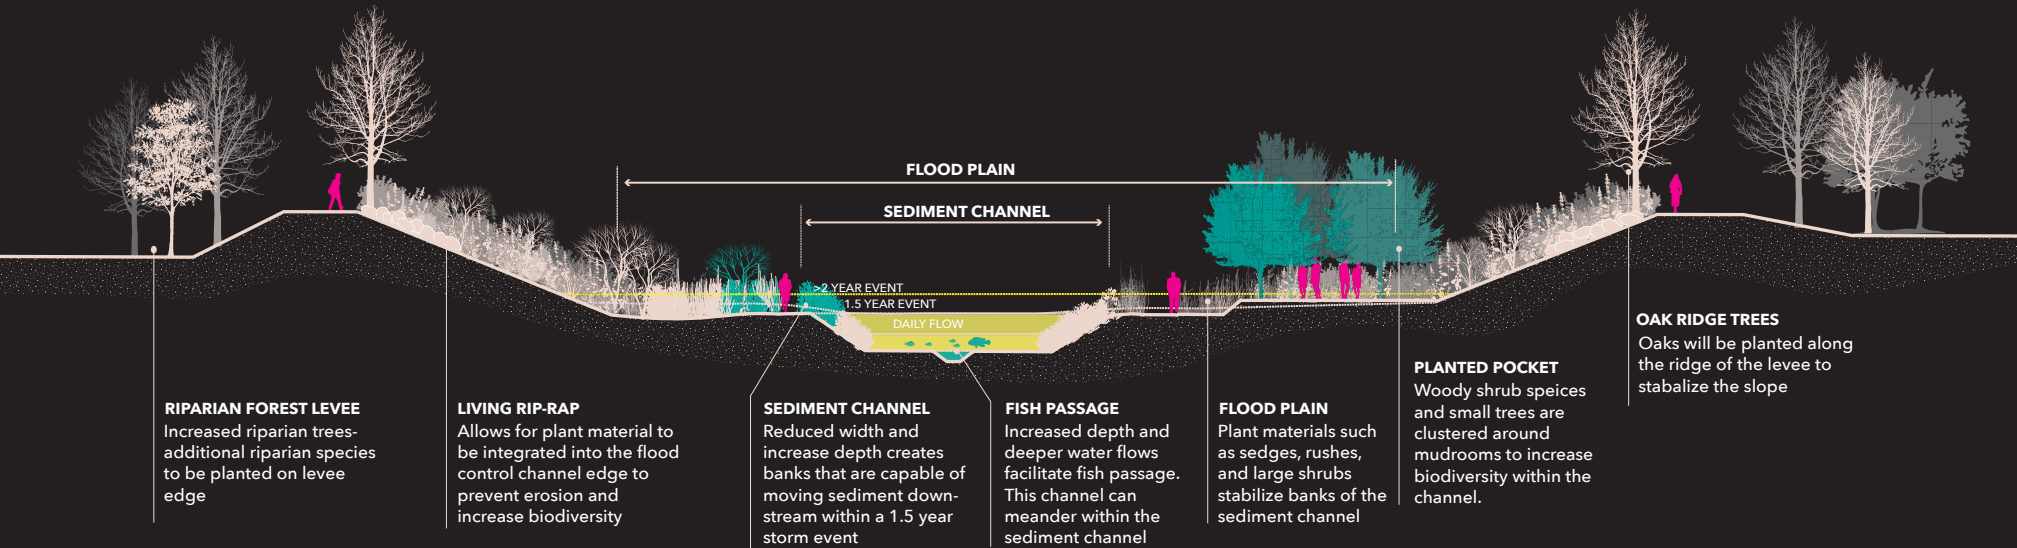 FLOOD PLAIN
SEDIMENT CHANNEL
>2 YEAR EVENT
1.5 YEAR EVENT
DAILY FLOW
RIPARIAN FOREST LEVEE
Increased riparian trees-
additional riparian species
to be planted on levee
edge
LIVING RIP-RAP
Allows for plant material to
be integrated into the flood
control channel edge to
prevent erosion and
increase biodiversity
SEDIMENT CHANNEL
Reduced width and
increase depth creates
banks that are capable of
moving sediment down-
stream within a 1.5 year
storm event
FISH PASSAGE
Increased depth and
deeper water flows
facilitate fish passage.
This channel can
meander within the
sediment channel
FLOOD PLAIN
Plant materials such
as sedges, rushes,
and large shrubs
stabilize banks of the
sediment channel
PLANTED POCKET
Woody shrub speices
and small trees are
clustered around
mudrooms to increase
biodiversity within the
channel.
OAK RIDGE TREES
Oaks will be planted along
the ridge of the levee to
stabalize the slope